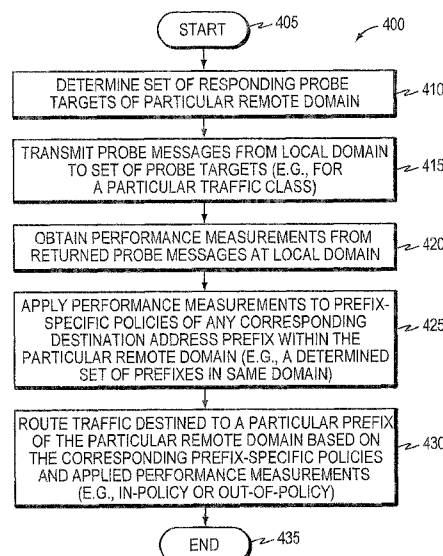 START
405
400
DETERMINE SET OF RESPONDING PROBE
TARGETS OF PARTICULAR REMOTE DOMAIN
410
TRANSMIT PROBE MESSAGES FROM LOCAL DOMAIN
TO SET OF PROBE TARGETS (E.G., FOR
A PARTICULAR TRAFFIC CLASS)
415
OBTAIN PERFORMANCE MEASUREMENTS FROM
RETURNED PROBE MESSAGES AT LOCAL DOMAIN
420
APPLY PERFORMANCE MEASUREMENTS TO PREFIX-
SPECIFIC POLICIES OF ANY CORRESPONDING
DESTINATION ADDRESS PREFIX WITHIN THE
PARTICULAR REMOTE DOMAIN (E.G., A DETERMINED
SET OF PREFIXES IN SAME DOMAIN)
425
ROUTE TRAFFIC DESTINED TO A PARTICULAR PREFIX
OF THE PARTICULAR REMOTE DOMAIN BASED ON
THE CORRESPONDING PREFIX-SPECIFIC POLICIES
AND APPLIED PERFORMANCE MEASUREMENTS
(E.G., IN-POLICY OR OUT-OF-POLICY)
430
END
435